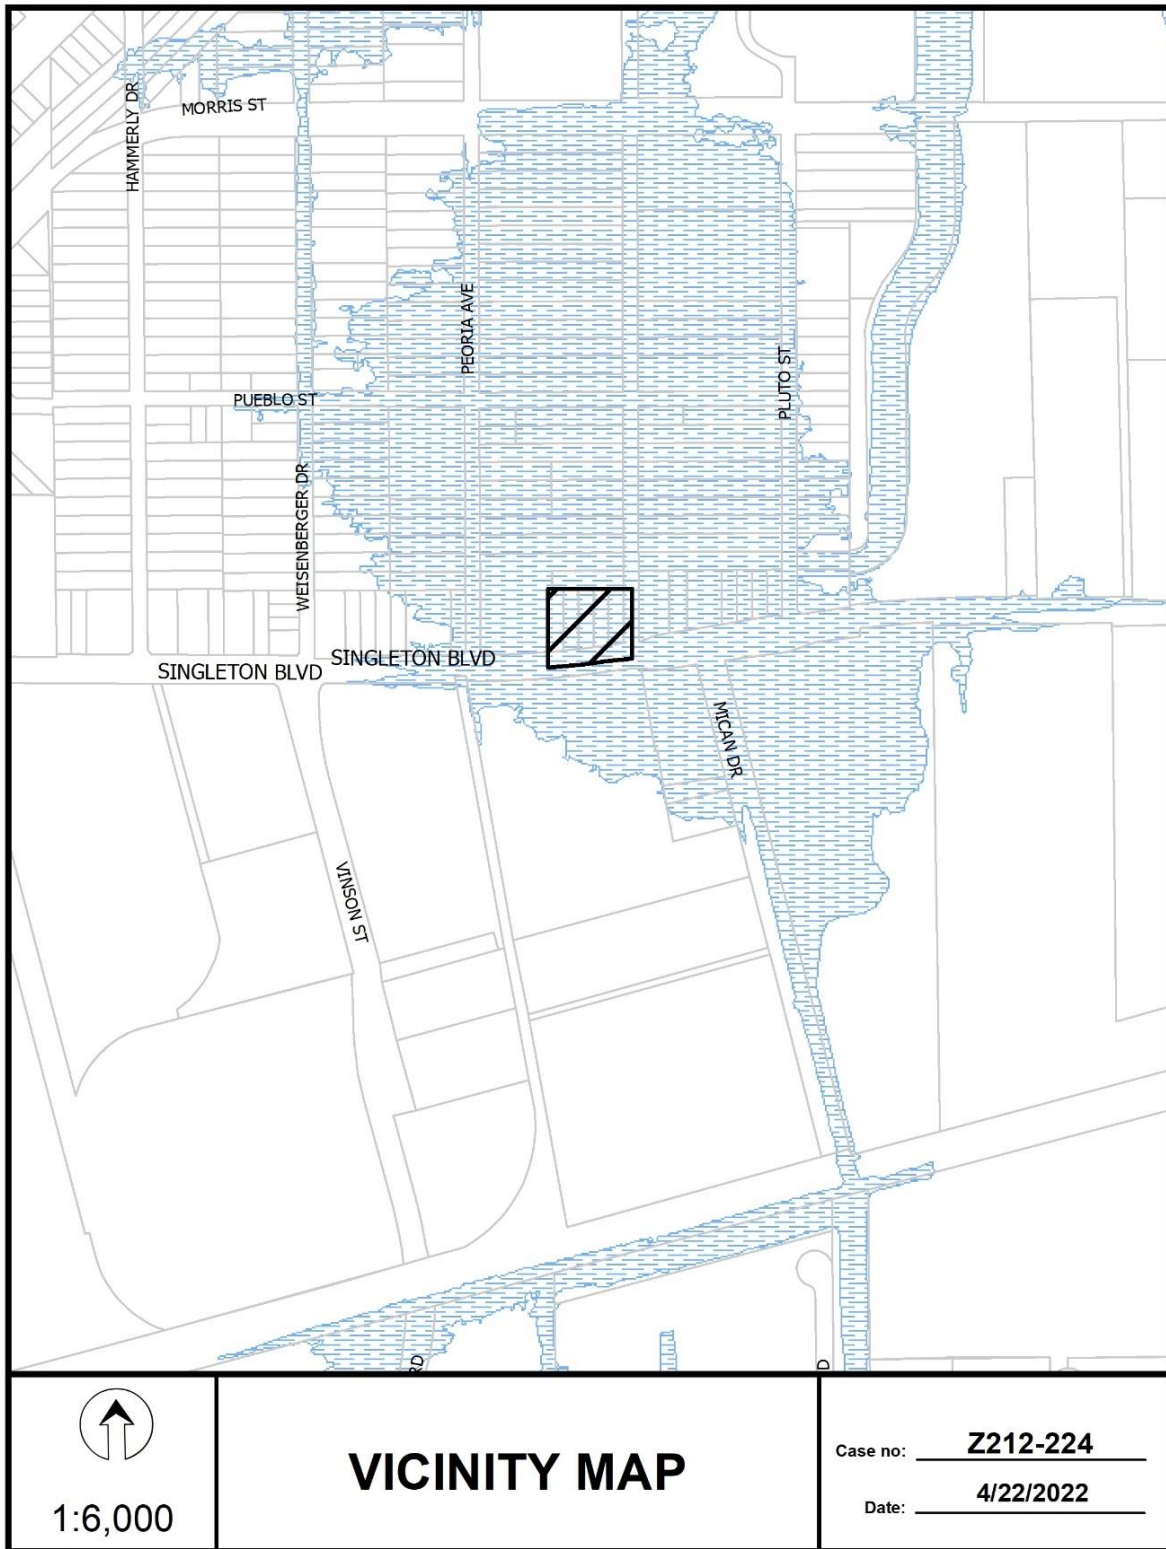 MORRIS ST
HAMMERLY DR
PEORIA AVE
PLUTO ST
PUEBLO ST
WEISENBERGER DR
SINGLETON BLVD
SINGLETON BLVD
MICAN DR
VINSON ST
RD
D
1:6,000
VICINITY MAP
Case no: Z212-224
Date: 4/22/2022